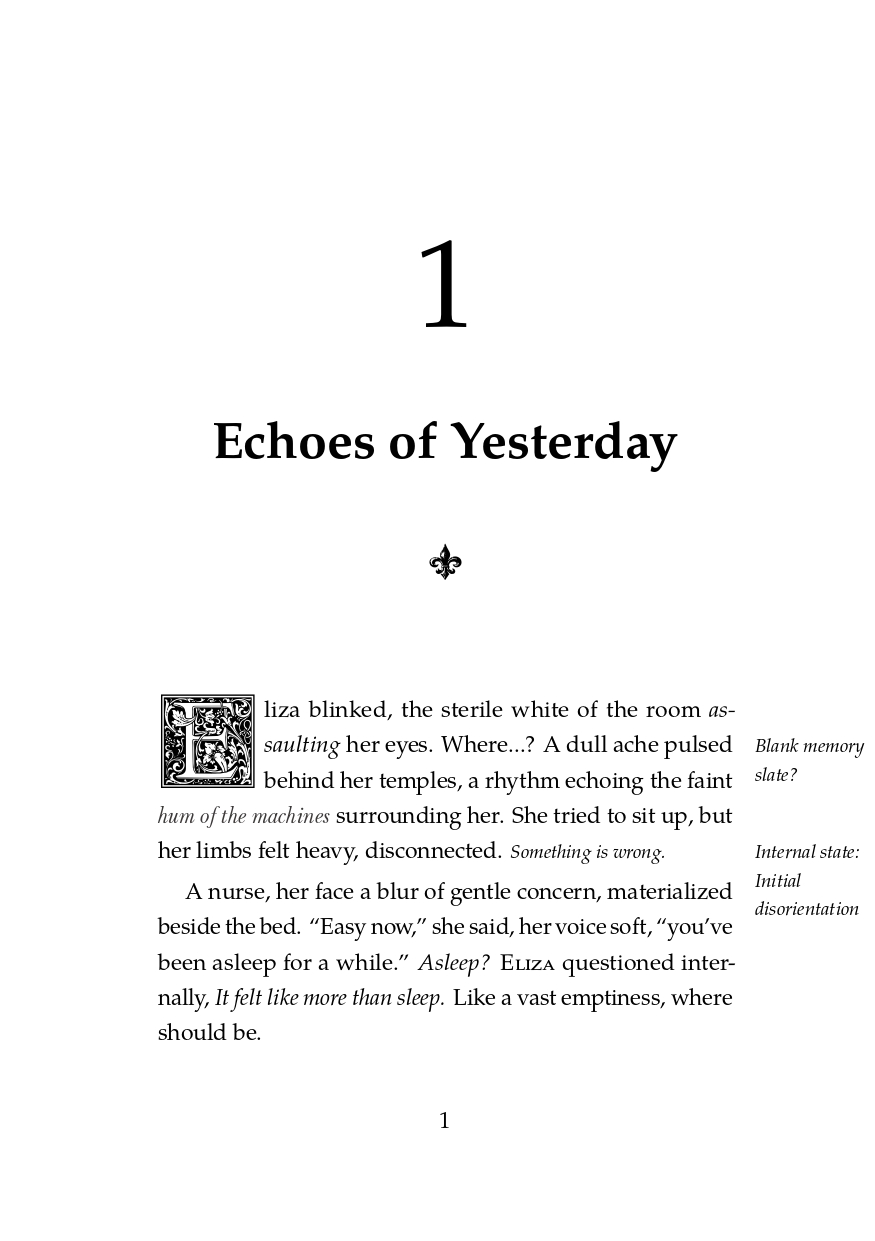 1
Echoes of Yesterday
Eliza blinked, the sterile white of the room as-
saulting her eyes. Where...? A dull ache pulsed
behind her temples, a rhythm echoing the faint
hum of the machines surrounding her. She tried to sit up, but
her limbs felt heavy, disconnected. Something is wrong.
Blank memory
slate?
Internal state:
Initial
disorientation
A nurse, her face a blur of gentle concern, materialized
beside the bed. “Easy now,” she said, her voice soft, “you’ve
been asleep for a while.” Asleep? Eliza questioned inter-
nally, It felt like more than sleep. Like a vast emptiness, where
should be.
1